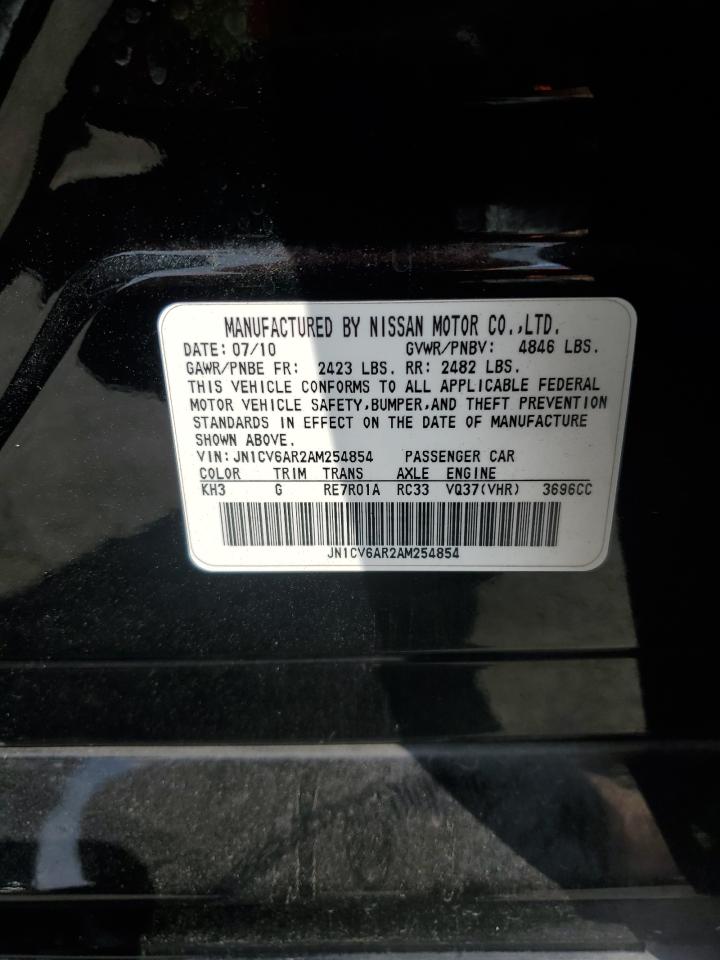 MANUFACTURED BY NISSAN MOTOR CO.,LTD.
DATE: 07/10 GVWR/PNBV: 4846 LBS.
GAWR/PNBE FR: 2423 LBS. RR: 2482 LBS.
THIS VEHICLE CONFORMS TO ALL APPLICABLE FEDERAL
MOTOR VEHICLE SAFETY,BUMPER,AND THEFT PREVENTION
STANDARDS IN EFFECT ON THE DATE OF MANUFACTURE
SHOWN ABOVE.
VIN: JN1CV6AR2AM254854 PASSENGER CAR
COLOR TRIM TRANS AXLE ENGINE
KH3 G RE7R01A RC33 VQ37(VHR) 3696CC
JN1CV6AR2AM254854